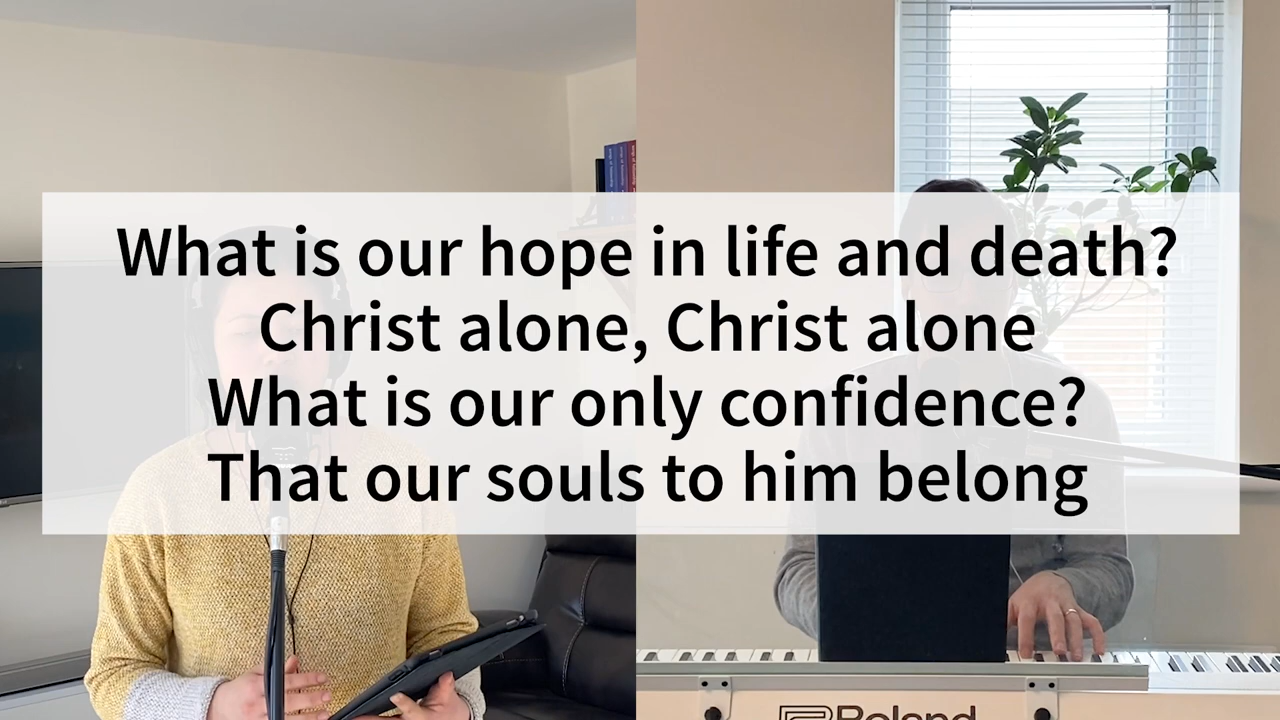 What is our hope in life and death?
Christ alone, Christ alone
What is our only confidence?
That our souls to him belong
Roland